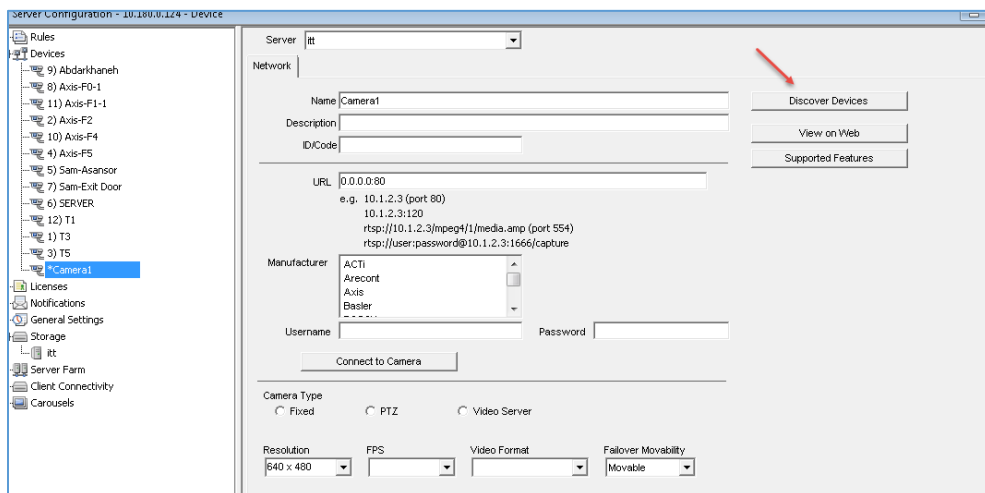 Server Configuration - 10.180.0.124 - Device
Rules
Devices
9) Abdarkhaneh
8) Axis-F0-1
11) Axis-F1-1
2) Axis-F2
10) Axis-F4
4) Axis-F5
5) Sam-Asansor
7) Sam-Exit Door
6) SERVER
12) T1
1) T3
3) T5
*Camera1
Licenses
Notifications
General Settings
Storage
itt
Server Farm
Client Connectivity
Carousels
Server itt
Network
Name Camera1
Description
ID/Code
URL 0.0.0.0:80
e.g. 10.1.2.3 (port 80)
10.1.2.3:120
rtsp://10.1.2.3/mpeg4/1/media.amp (port 554)
rtsp://user:password@10.1.2.3:1666/capture
Manufacturer ACTi
Arecont
Axis
Basler
Username Password
Connect to Camera
Camera Type
Fixed PTZ Video Server
Resolution FPS Video Format Failover Movability
640 x 480 Movable
Discover Devices
View on Web
Supported Features